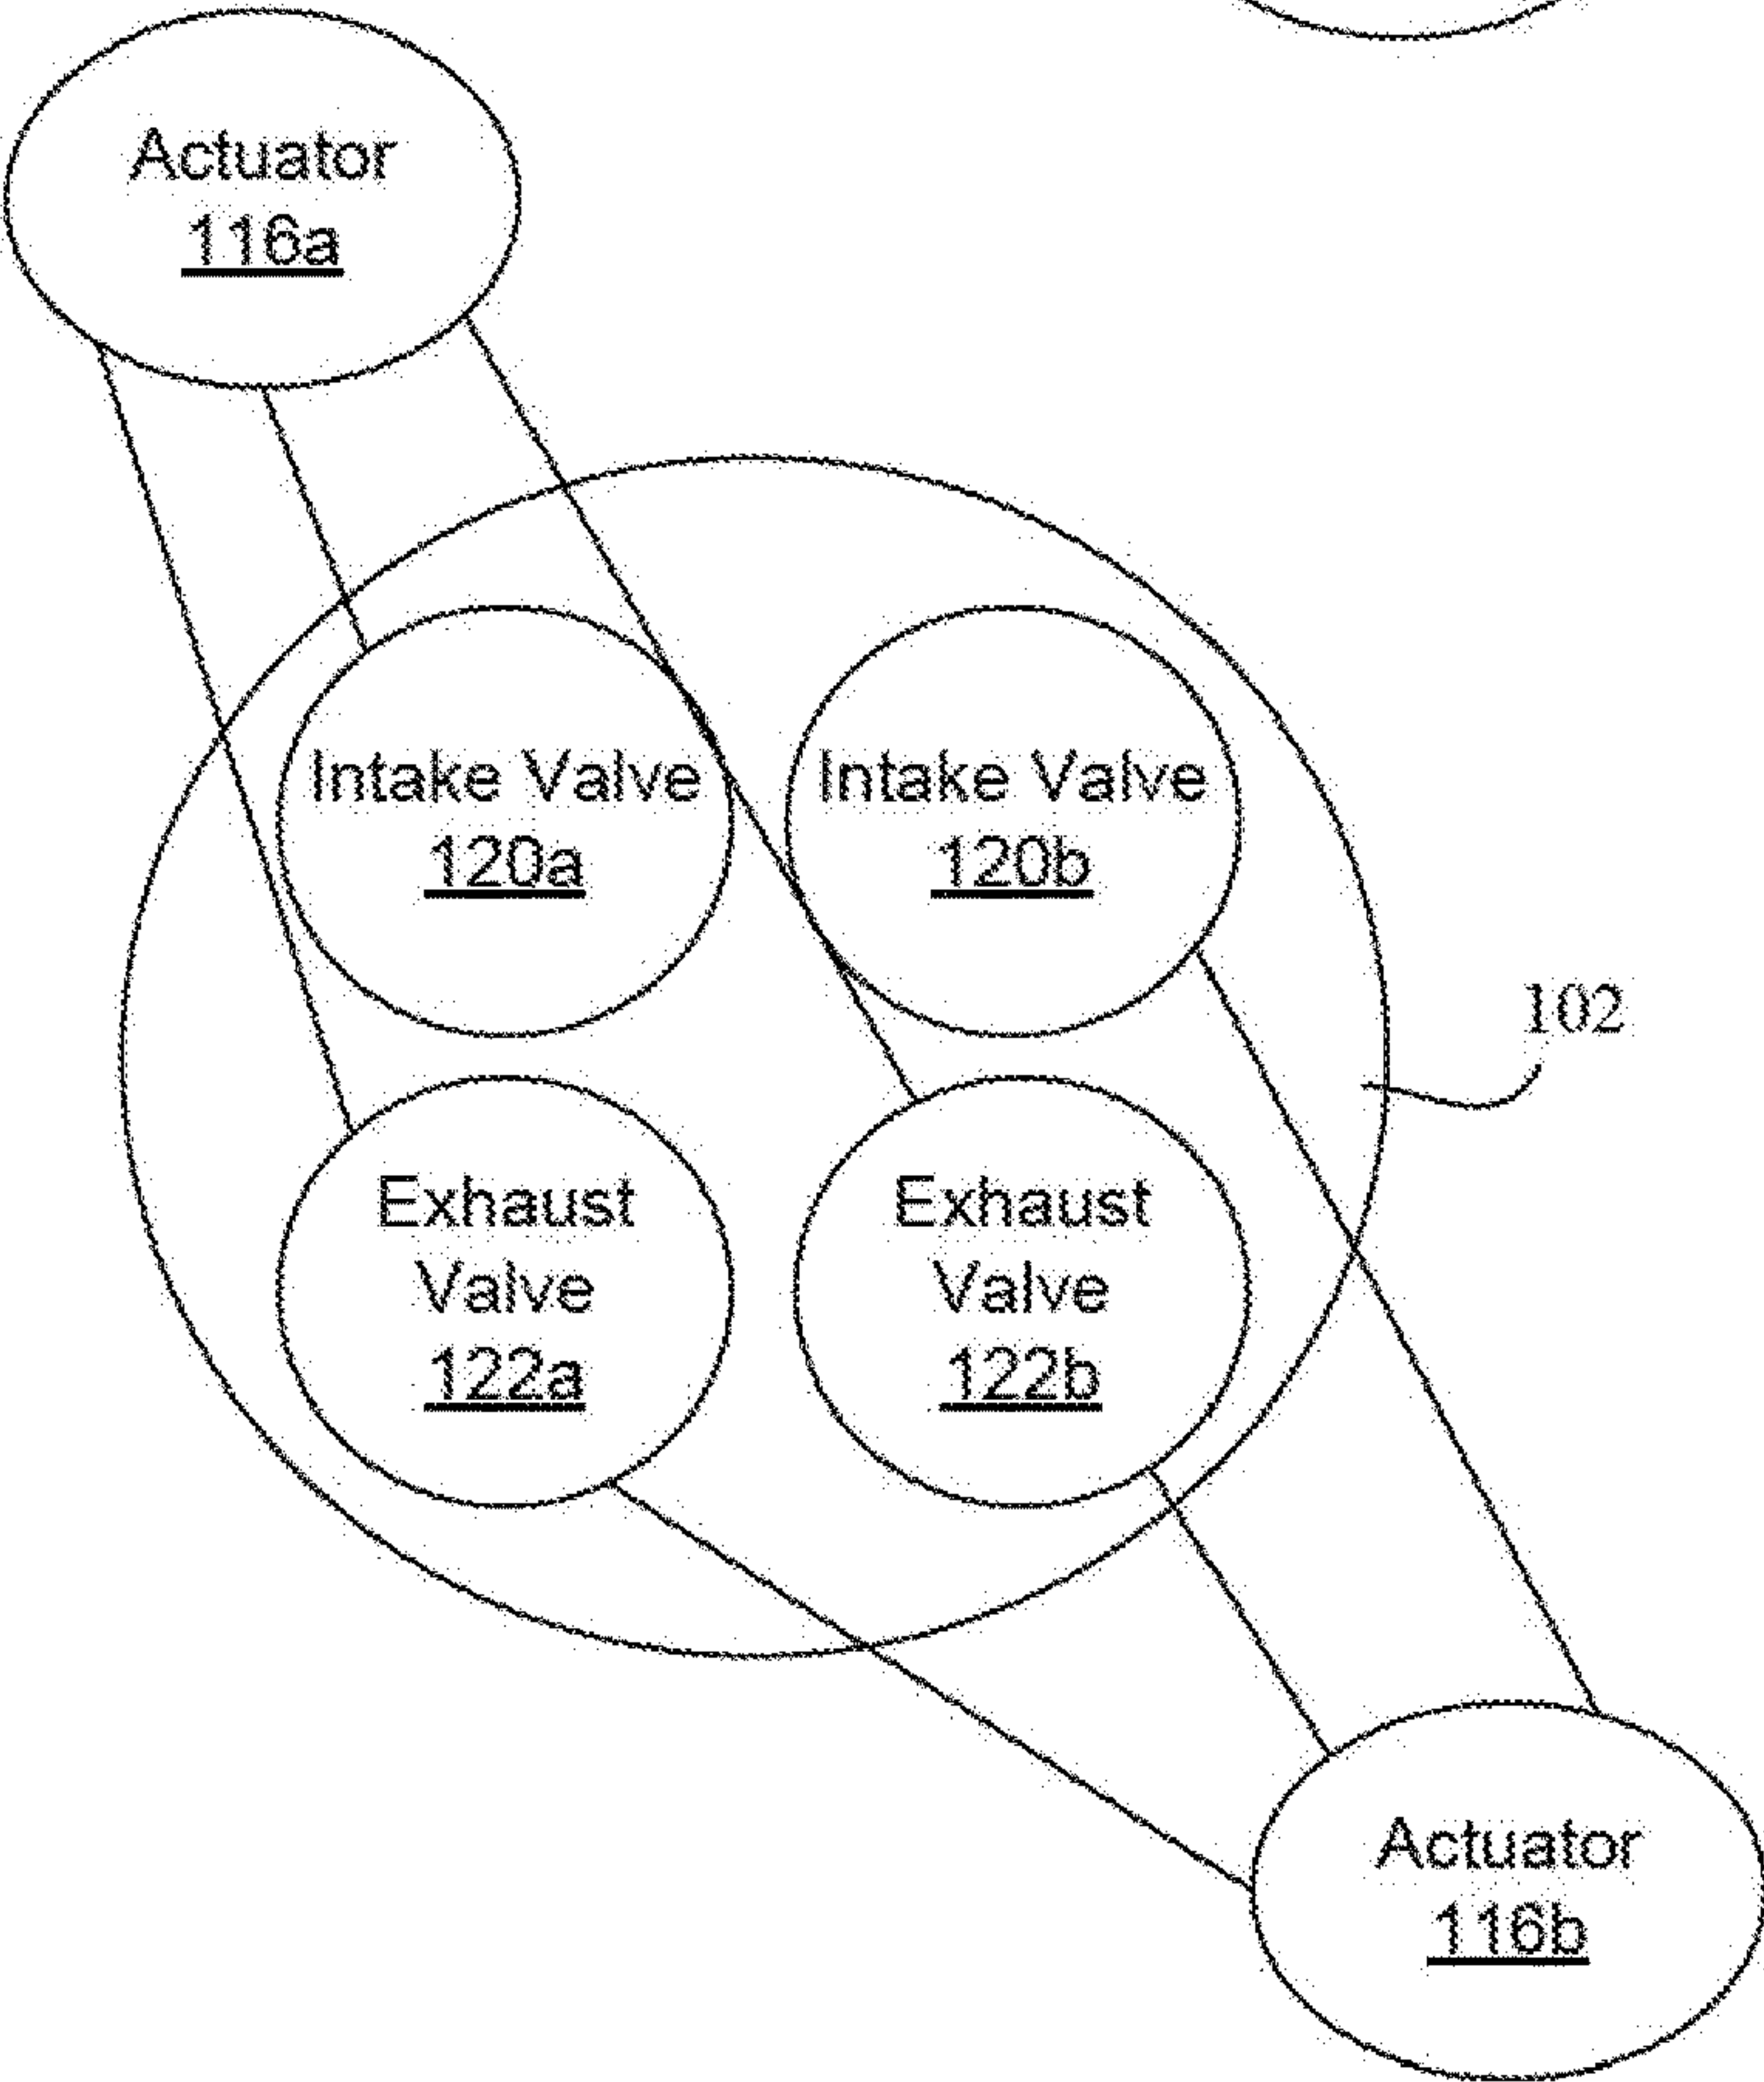 Actuator
116a
Intake Valve
120a
Intake Valve
120b
102
Exhaust
Valve
122a
Exhaust
Valve
122b
Actuator
116b